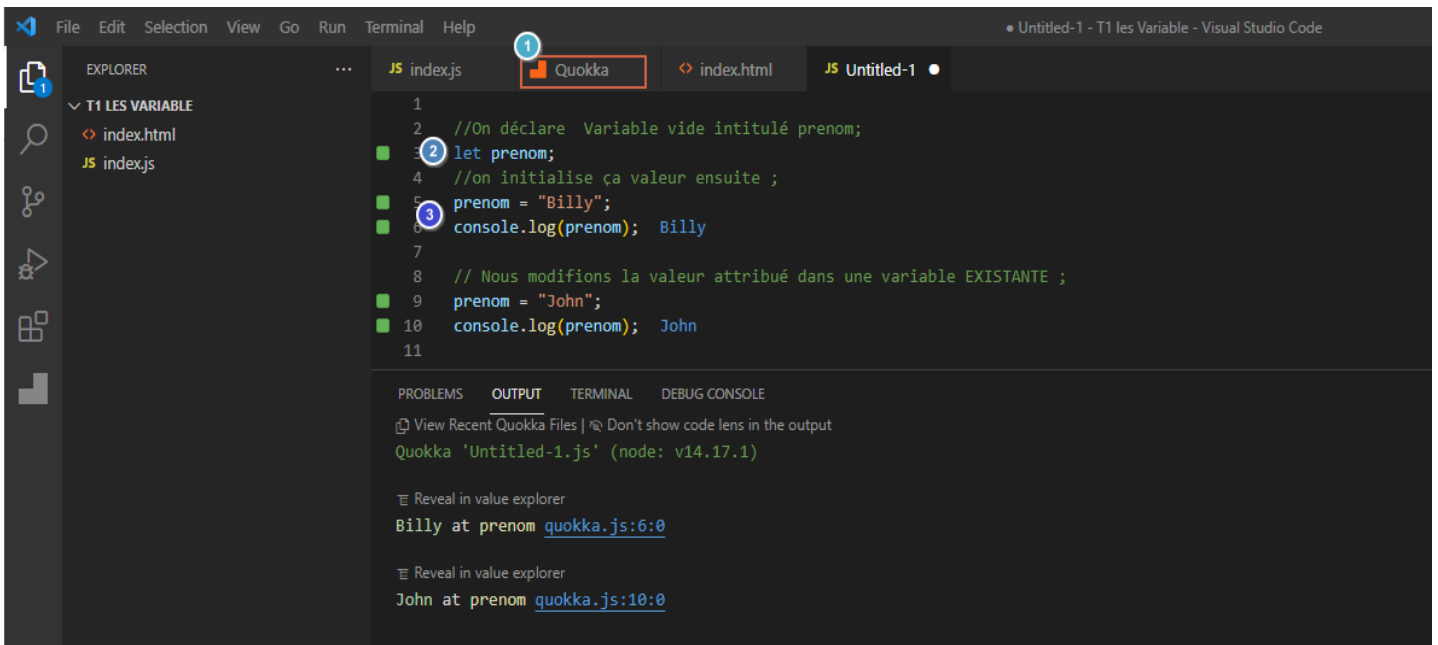 File Edit Selection View Go Run Terminal Help
● Untitled-1 - T1 les Variable - Visual Studio Code
1
EXPLORER ...
JS index.js
Quokka
<> index.html
JS Untitled-1 ●
1
T1 LES VARIABLE
<> index.html
JS index.js
1
2 //On déclare  Variable vide intitulé prenom;
2 let prenom;
4 //on initialise ça valeur ensuite ;
5 prenom = "Billy";
3
6 console.log(prenom); Billy
7
8 // Nous modifions la valeur attribué dans une variable EXISTANTE ;
9 prenom = "John";
10 console.log(prenom); John
11
PROBLEMS OUTPUT TERMINAL DEBUG CONSOLE
View Recent Quokka Files | Don't show code lens in the output
Quokka 'Untitled-1.js' (node: v14.17.1)
Reveal in value explorer
Billy at prenom quokka.js:6:0
Reveal in value explorer
John at prenom quokka.js:10:0